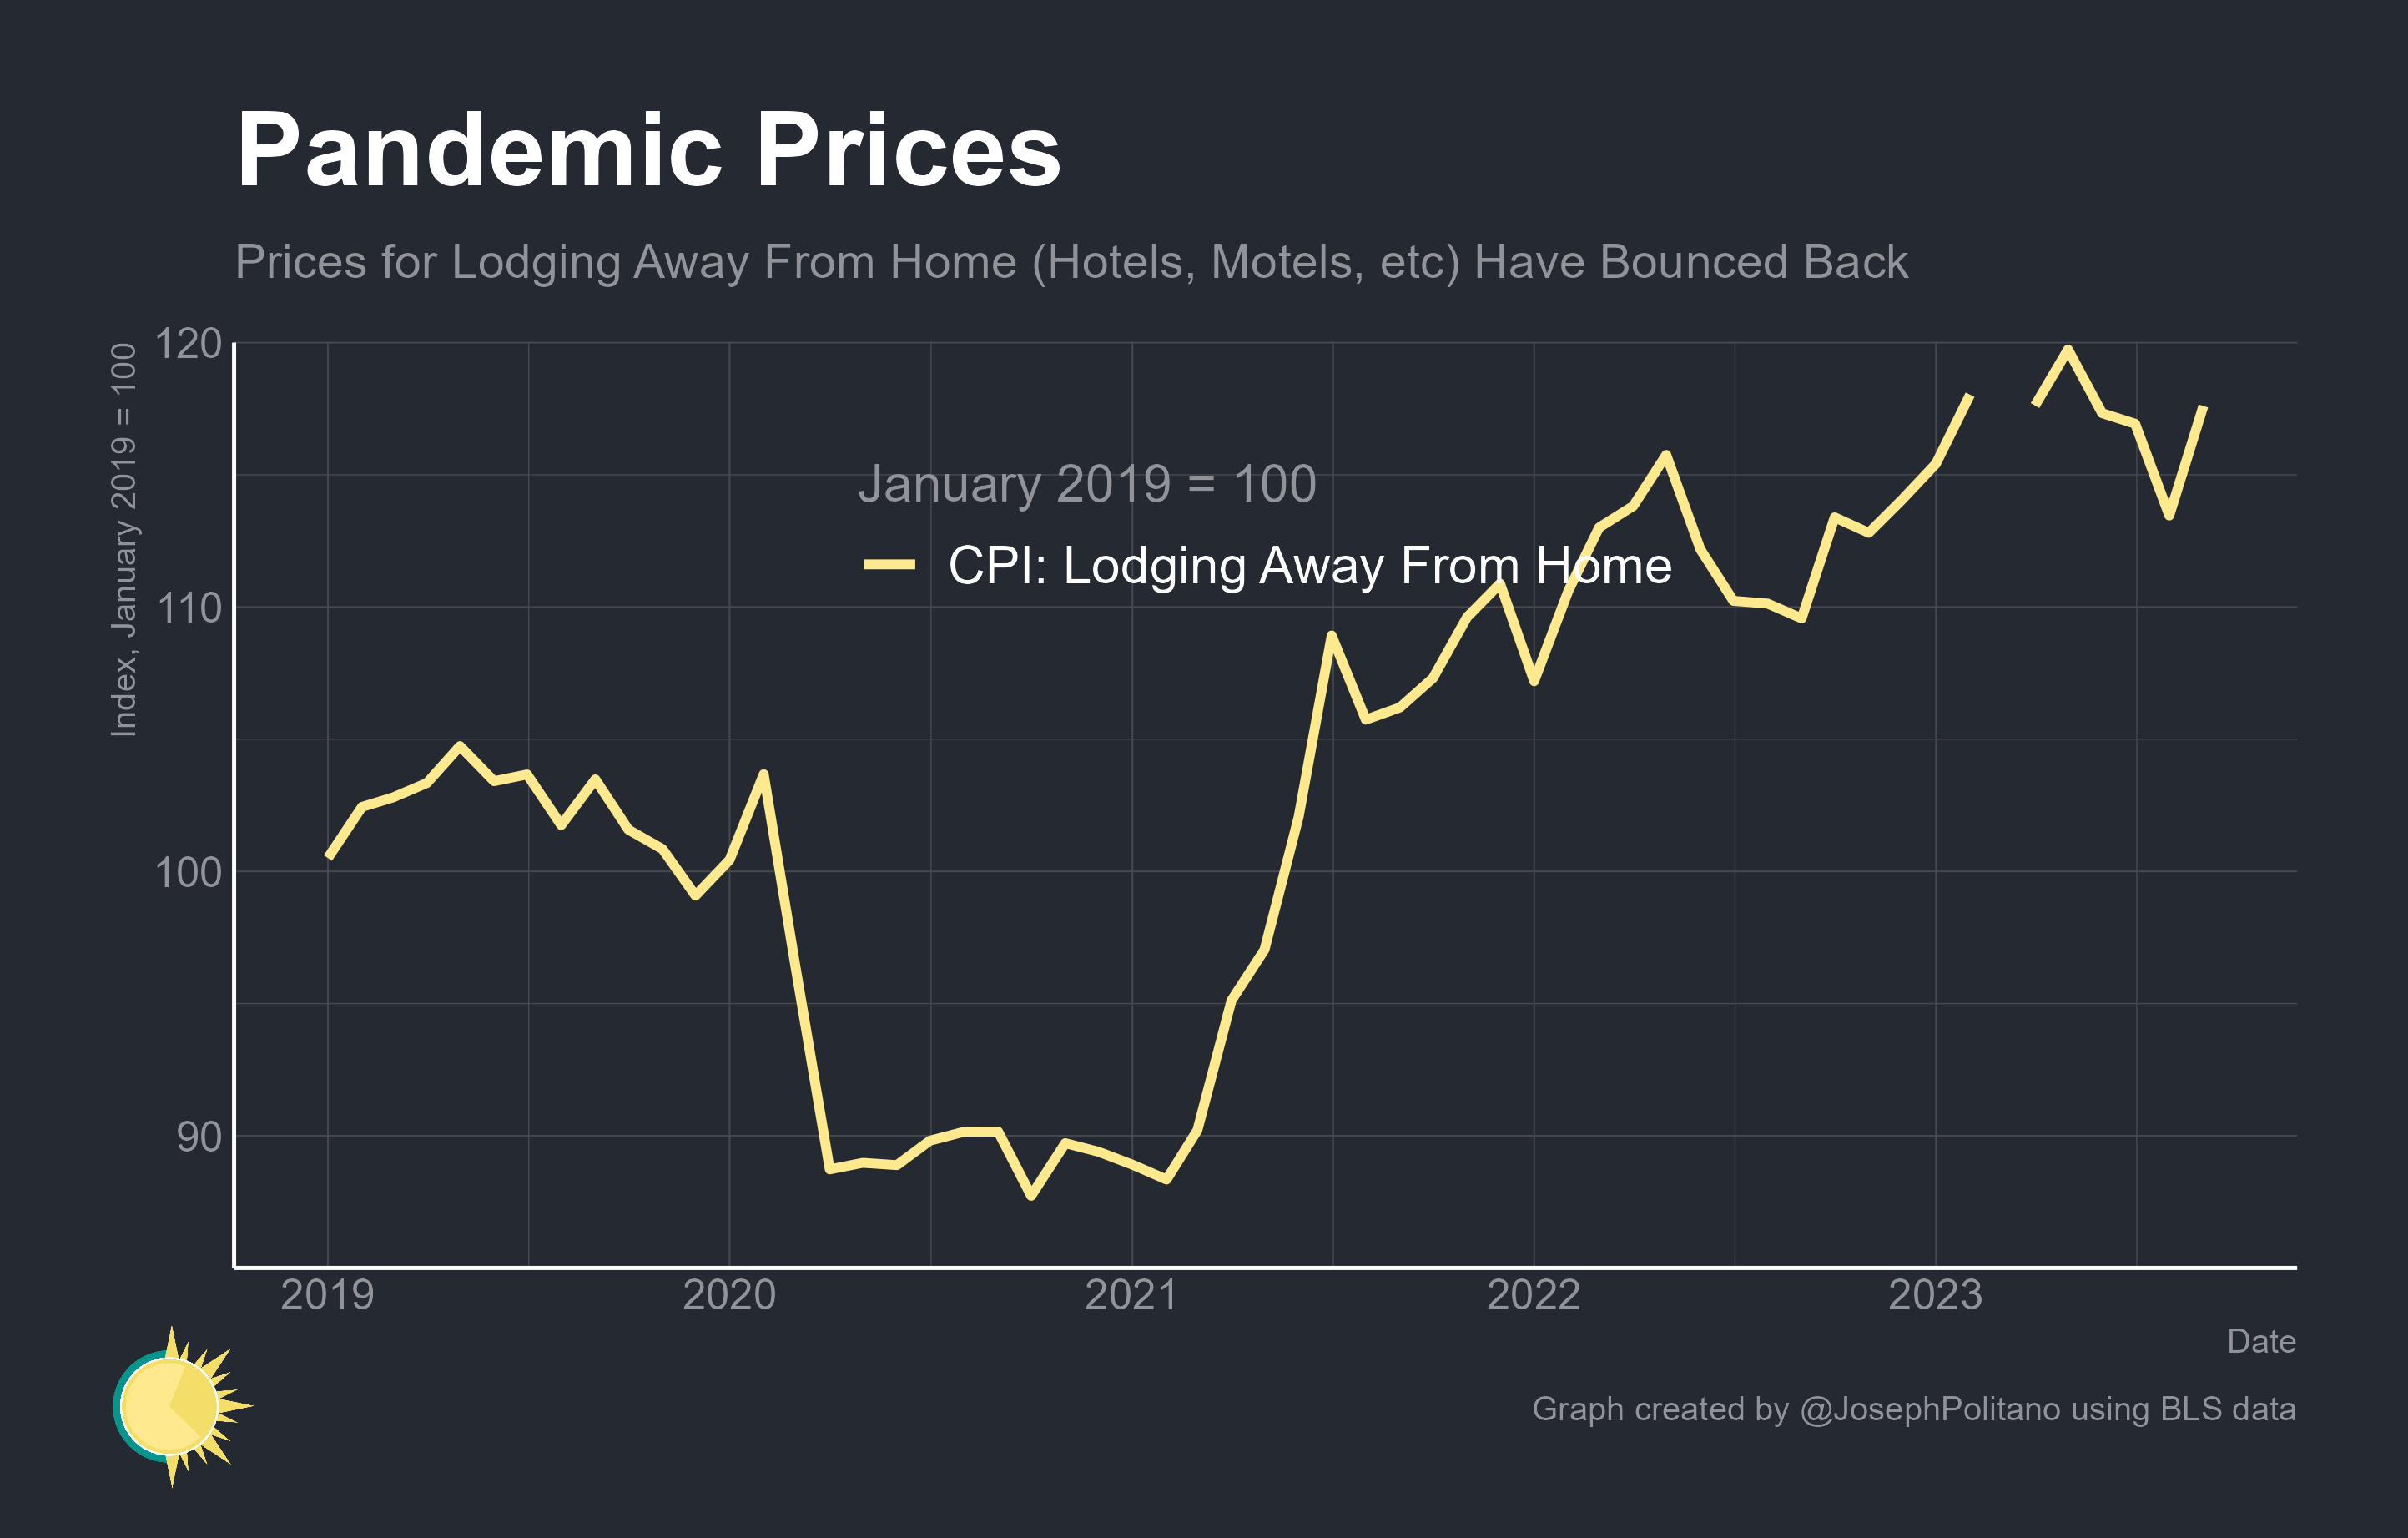 Pandemic Prices
Prices for Lodging Away From Home (Hotels, Motels, etc) Have Bounced Back
Index, January 2019 = 100
120
110
100
90
January 2019 = 100
CPI: Lodging Away From Home
2019
2020
2021
2022
2023
Date
Graph created by @JosephPolitano using BLS data